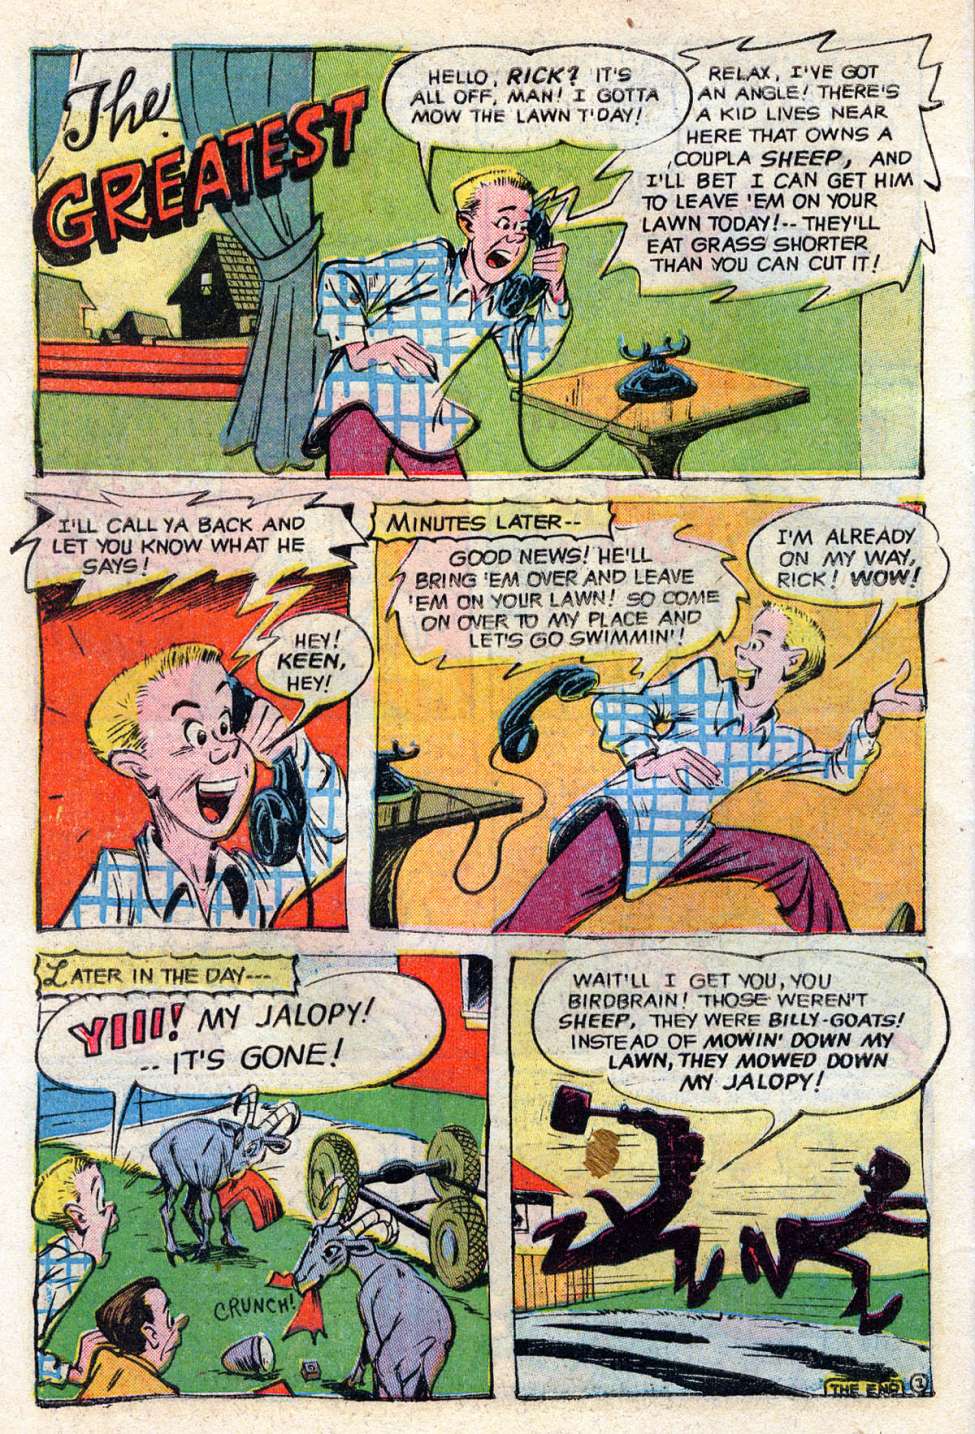 The
GREATEST
HELLO, RICK? IT'S
ALL OFF, MAN! I GOTTA
MOW THE LAWN T'DAY!
RELAX, I'VE GOT
AN ANGLE! THERE'S
A KID LIVES NEAR
HERE THAT OWNS A
COUPLA SHEEP, AND
I'LL BET I CAN GET HIM
TO LEAVE 'EM ON YOUR
LAWN TODAY!-- THEY'LL
EAT GRASS SHORTER
THAN YOU CAN CUT IT!
I'LL CALL YA BACK AND
LET YOU KNOW WHAT HE
SAYS!
HEY!
KEEN,
HEY!
MINUTES LATER--
GOOD NEWS! HE'LL
BRING 'EM OVER AND LEAVE
'EM ON YOUR LAWN! SO COME
ON OVER TO MY PLACE AND
LET'S GO SWIMMIN'!
I'M ALREADY
ON MY WAY,
RICK! WOW!
LATER IN THE DAY---
YIII! MY JALOPY!
.. IT'S GONE!
CRUNCH!
WAIT'LL I GET YOU, YOU
BIRDBRAIN! THOSE WEREN'T
SHEEP, THEY WERE BILLY-GOATS!
INSTEAD OF MOWIN' DOWN MY
LAWN, THEY MOWED DOWN
MY JALOPY!
THE END
1